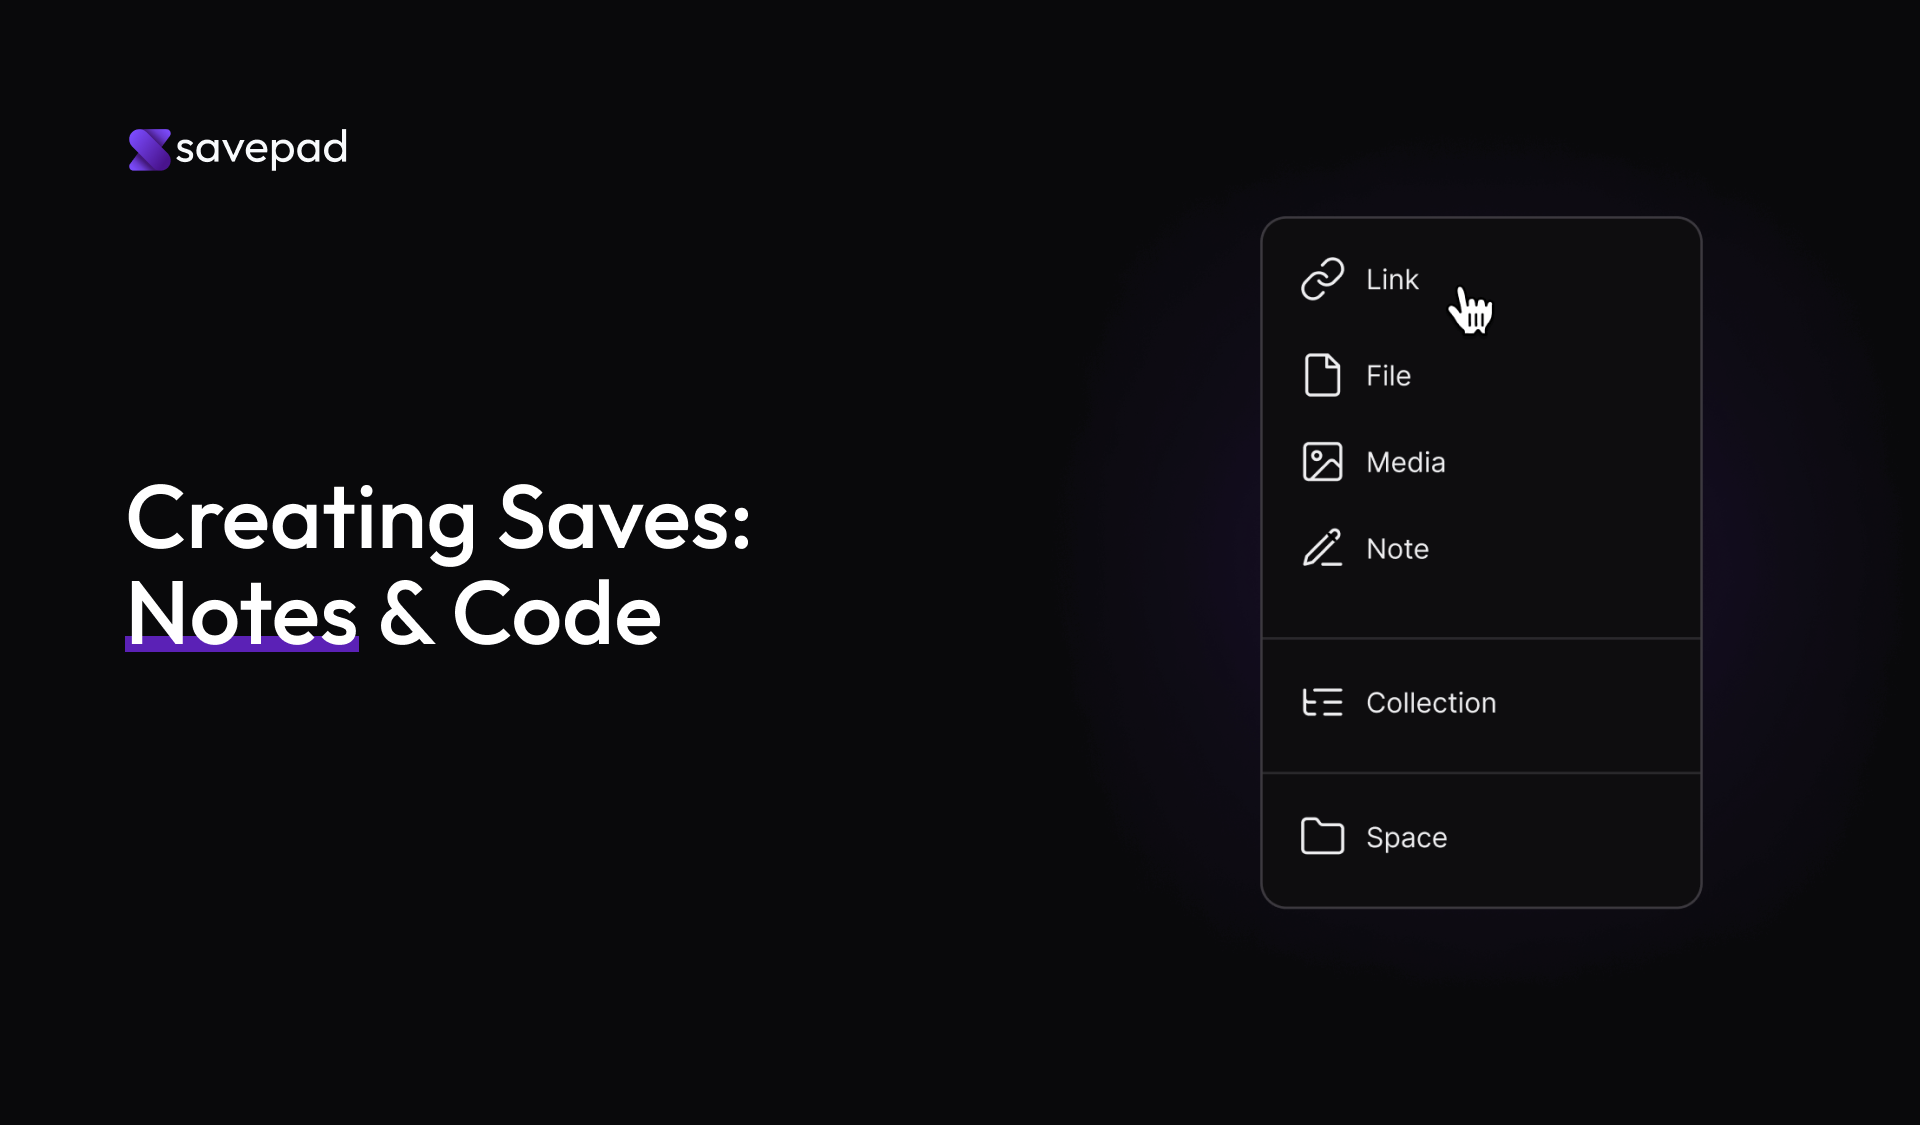 savepad
Creating Saves:
Notes & Code
Link
File
Media
Note
Collection
Space